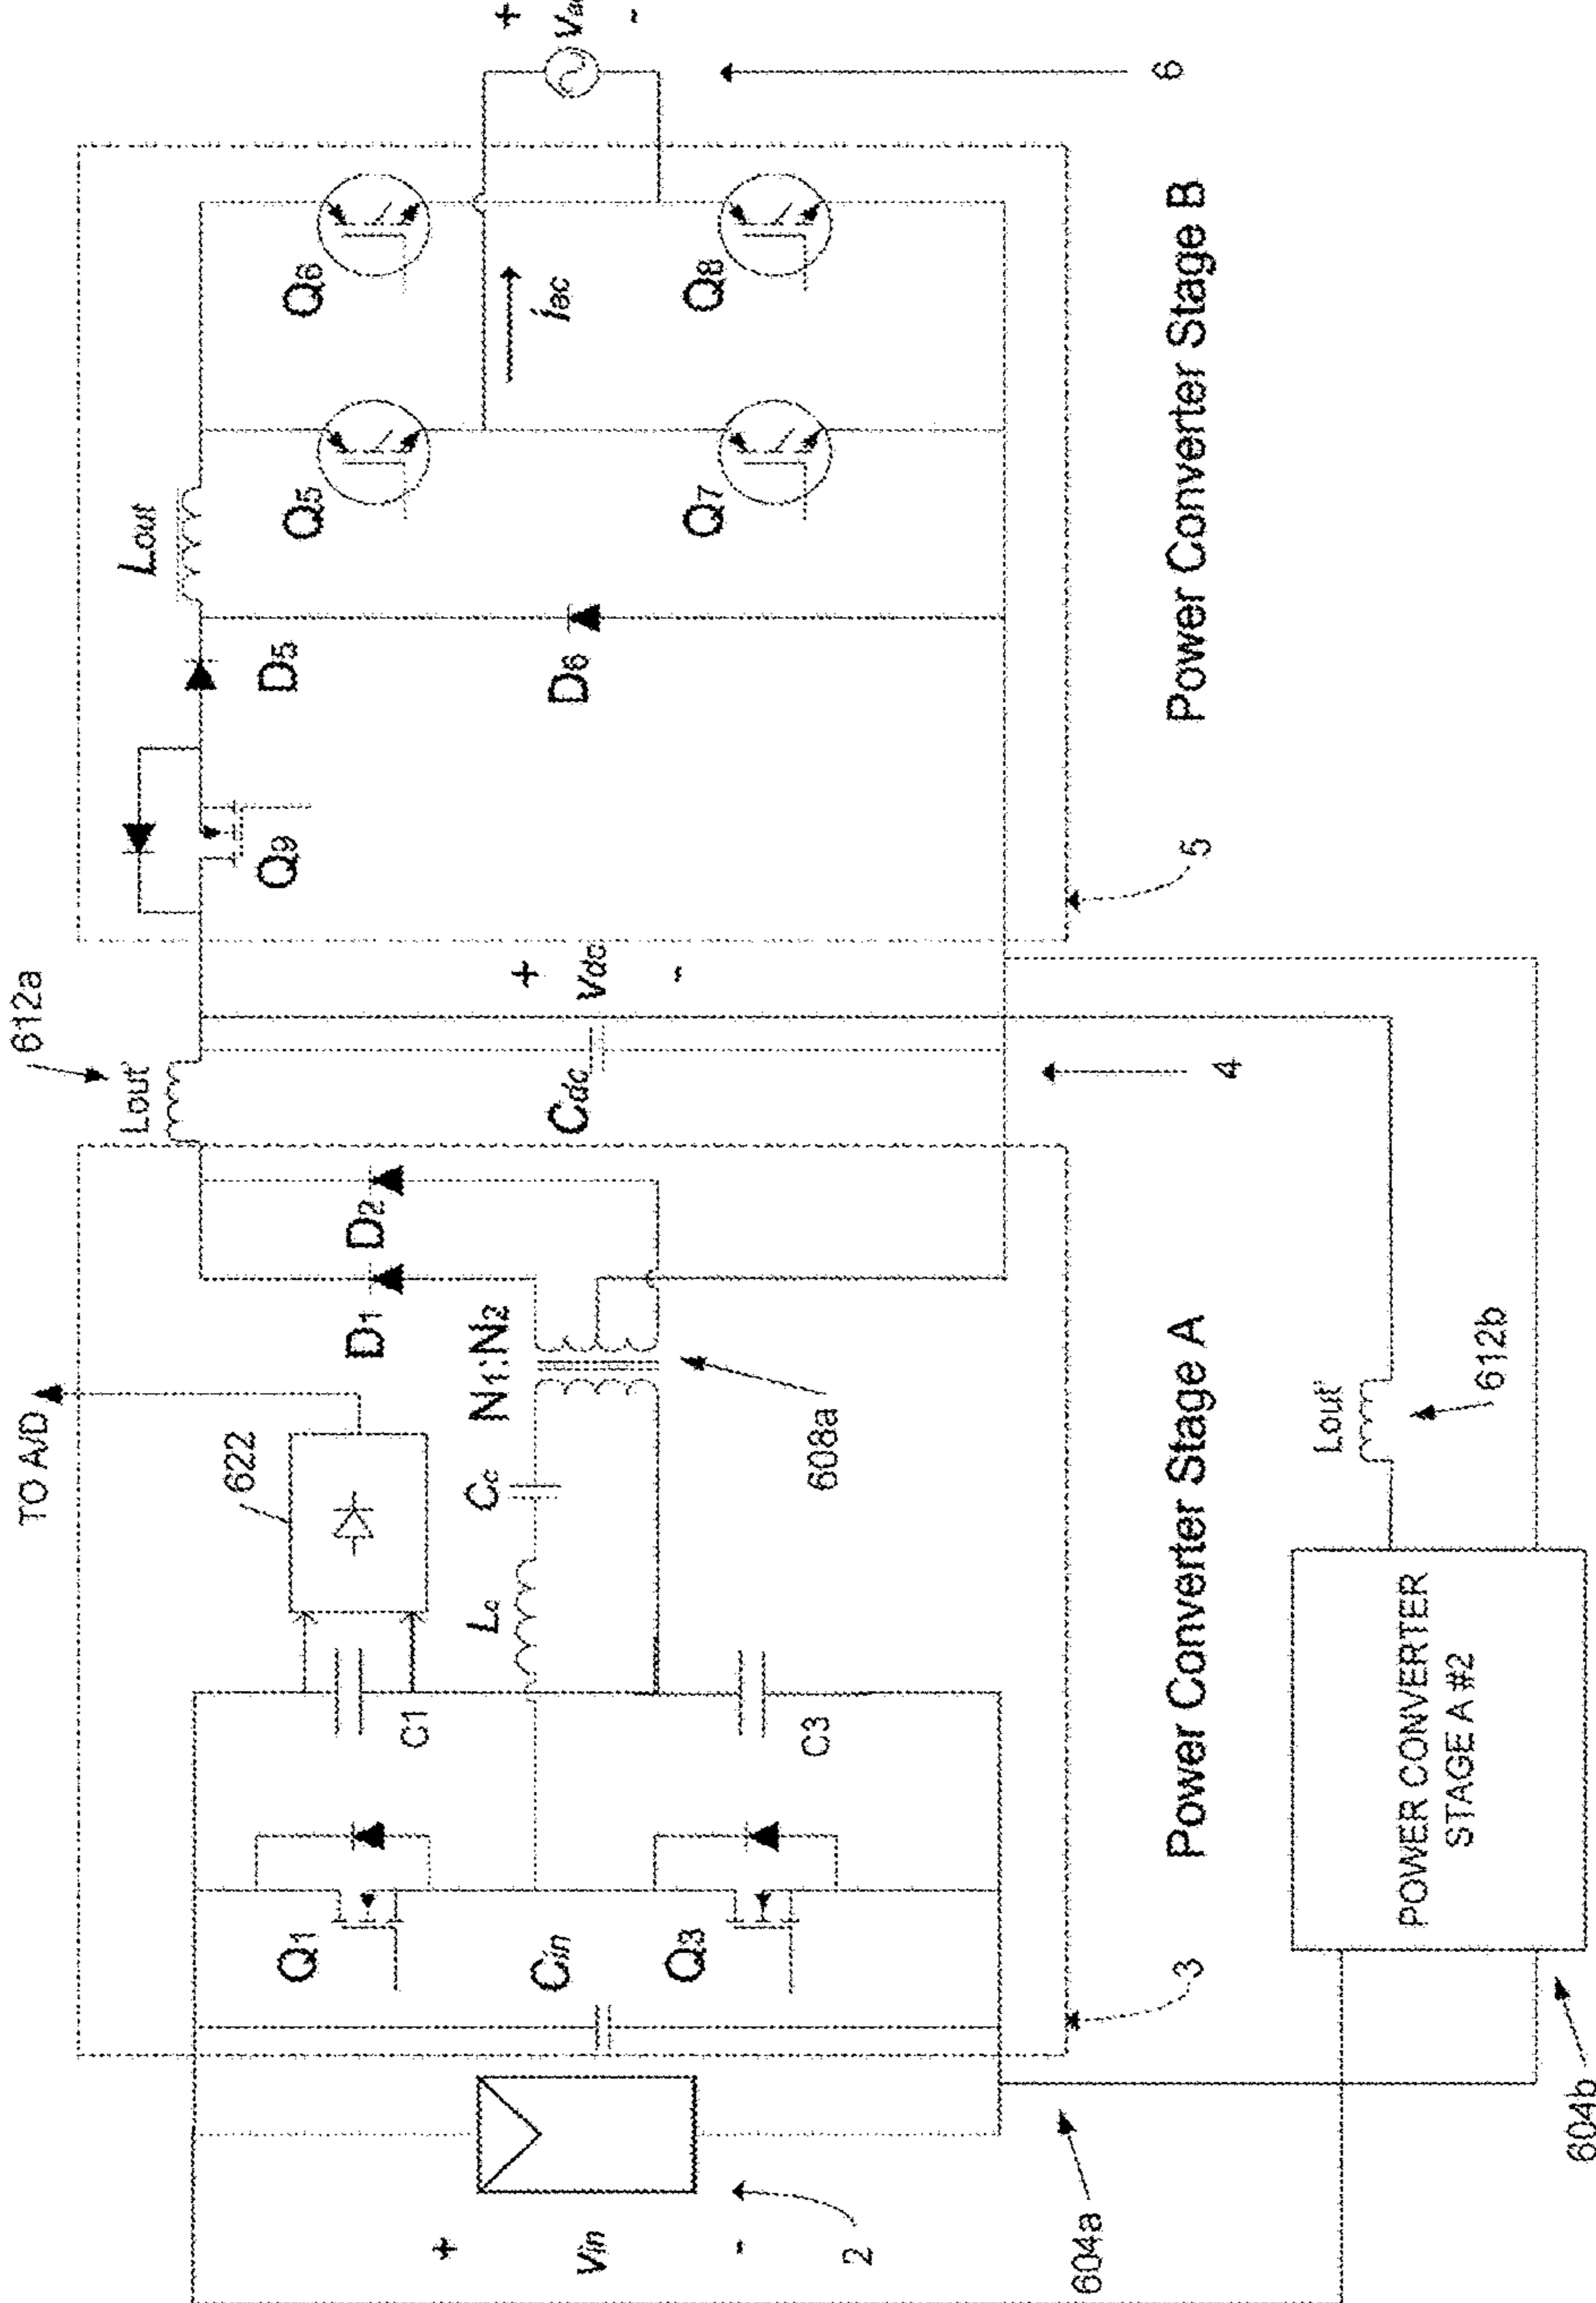 TO A/D
622
Lout
612a
Q1
C1
D1
D2
Q9
D5
Lout
Q5
Q6
+
Vin
-
2
Cin
Q3
C3
Lc
Cc
N1:N2
608a
Cdc
+
Vdc
-
4
D6
Q7
Q8
iac
+
-
6
3
5
Power Converter Stage A
Power Converter Stage B
604a
604b
POWER CONVERTER
STAGE A #2
Lout
612b